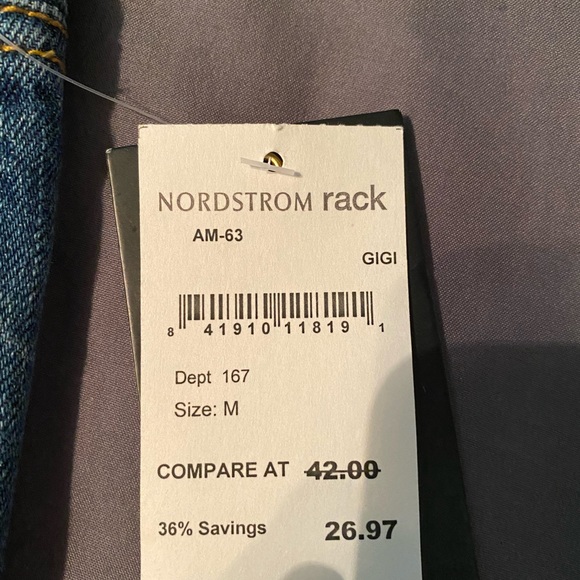 NORDSTROM rack
AM-63
GIGI
8 41910 11819 1
Dept 167
Size: M
COMPARE AT 42.00
36% Savings 26.97